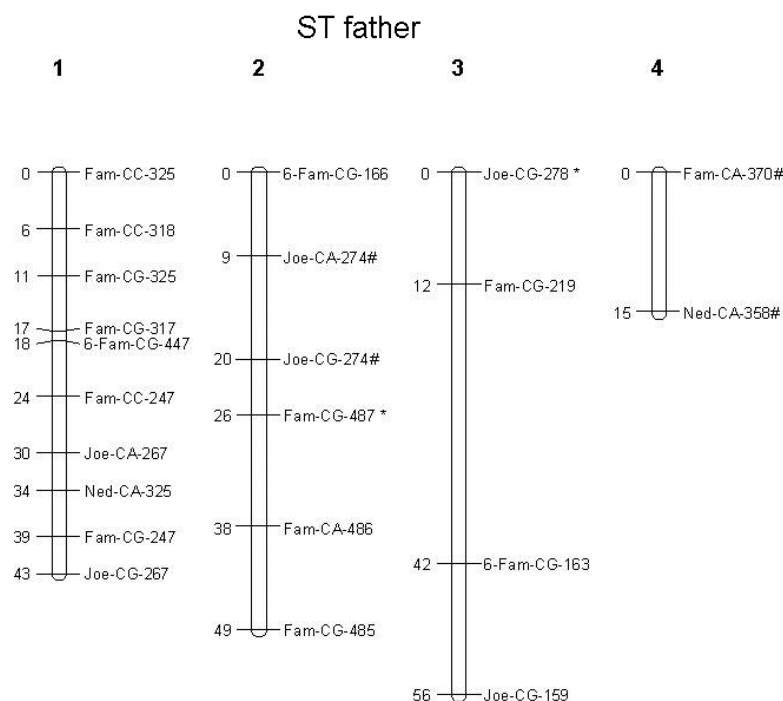 ST father
1
0 Fam-CC-325
6 Fam-CC-318
11 Fam-CG-325
17 Fam-CG-317
18 6-Fam-CG-447
24 Fam-CC-247
30 Joe-CA-267
34 Ned-CA-325
39 Fam-CG-247
43 Joe-CG-267
2
0 6-Fam-CG-166
9 Joe-CA-274#
20 Joe-CG-274#
26 Fam-CG-487 *
38 Fam-CA-486
49 Fam-CG-485
3
0 Joe-CG-278 *
12 Fam-CG-219
42 6-Fam-CG-163
56 Joe-CG-159
4
0 Fam-CA-370#
15 Ned-CA-358#